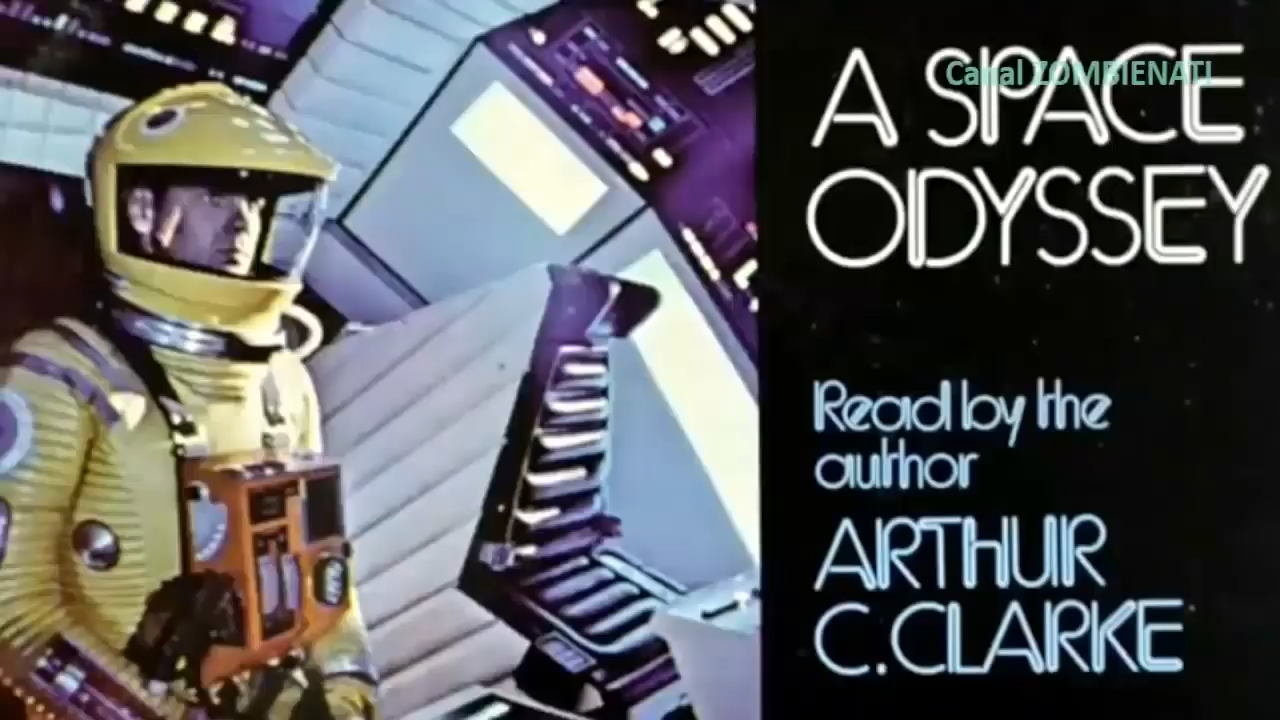 A SPACE
Canal ZOMBIENATI
ODYSSEY
Read by the
author
ARTHUR
C.CLARKE